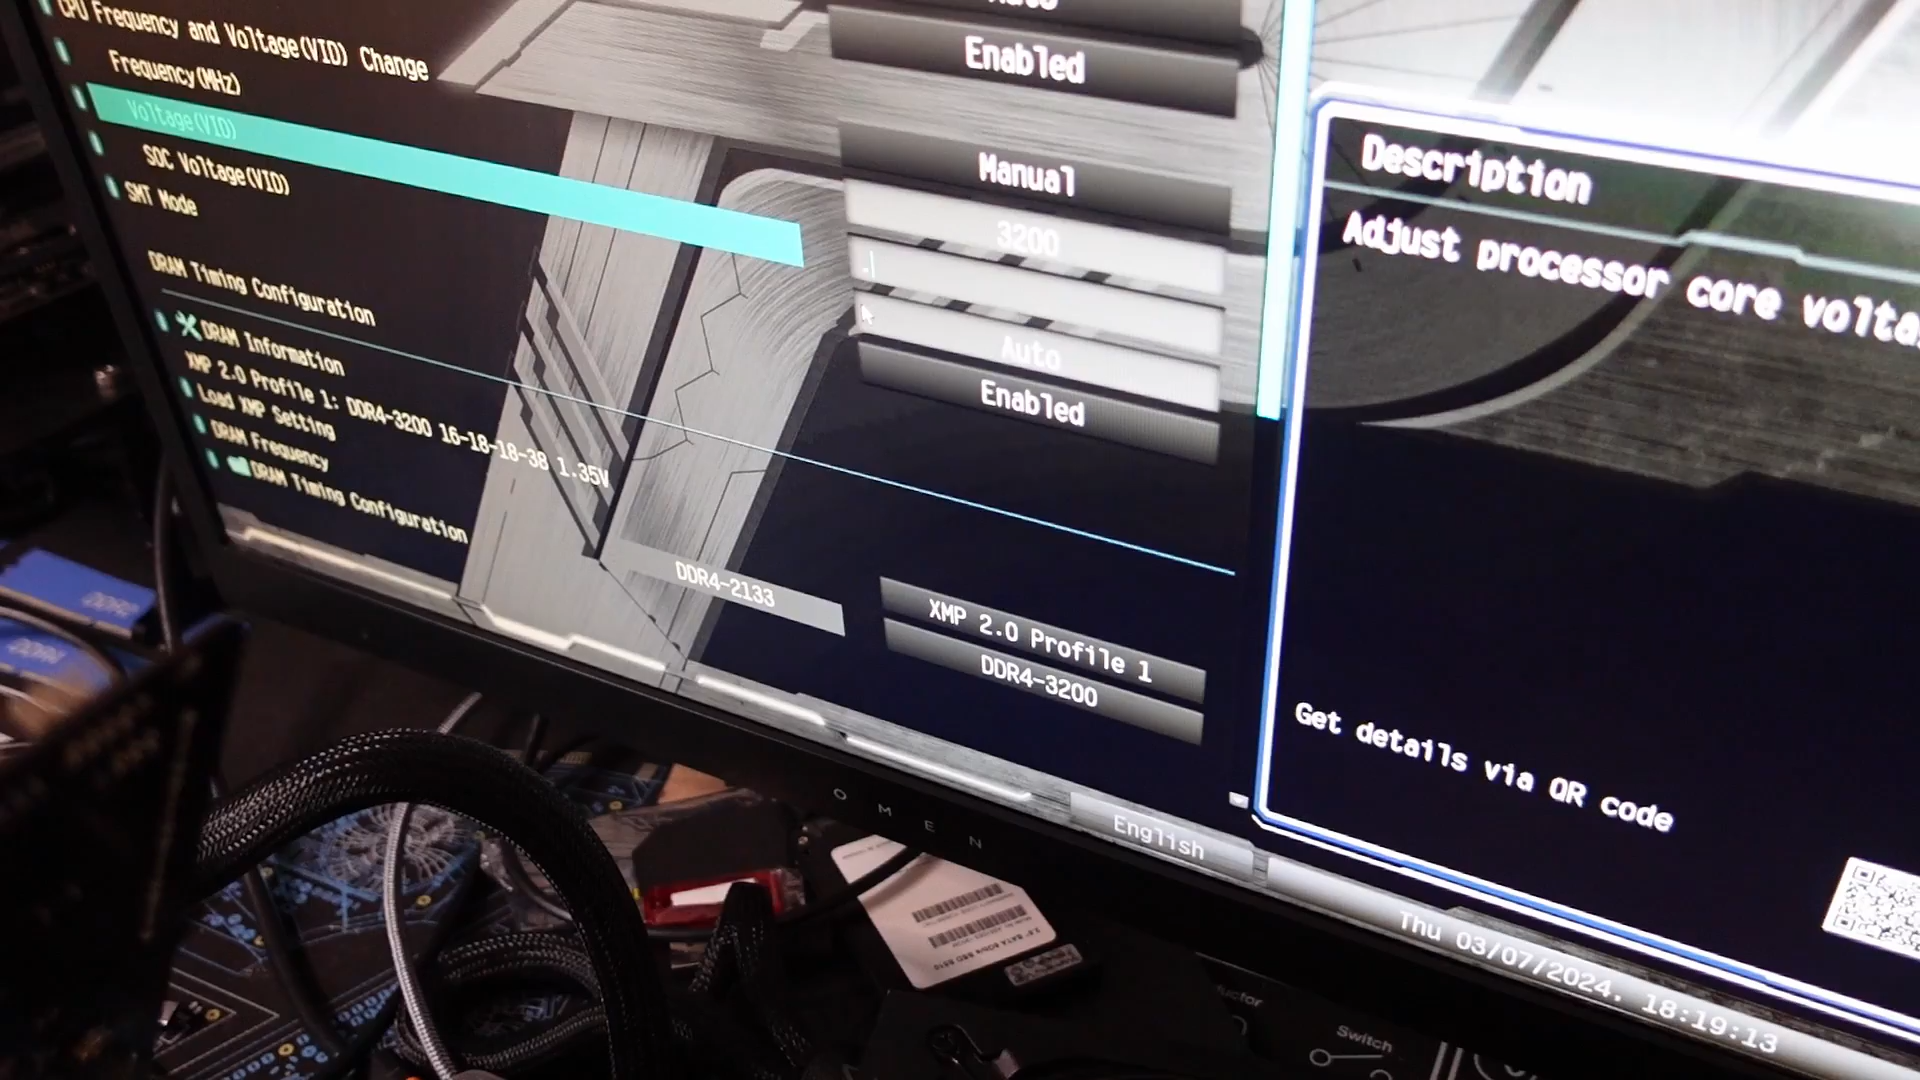 CPU Frequency and Voltage(VID) Change
Frequency(MHz)
Voltage(VID)
SOC Voltage(VID)
SMT Mode
DRAM Timing Configuration
DRAM Information
XMP 2.0 Profile 1: DDR4-3200 16-18-18-38 1.35V
Load XMP Setting
DRAM Frequency
DRAM Timing Configuration
DDR4-2133
Auto
Enabled
Manual
3200
.
Auto
Enabled
XMP 2.0 Profile 1
DDR4-3200
Description
Adjust processor core volta
Get details via QR code
English
Thu 03/07/2024. 18:19:13
OMEN
Switch